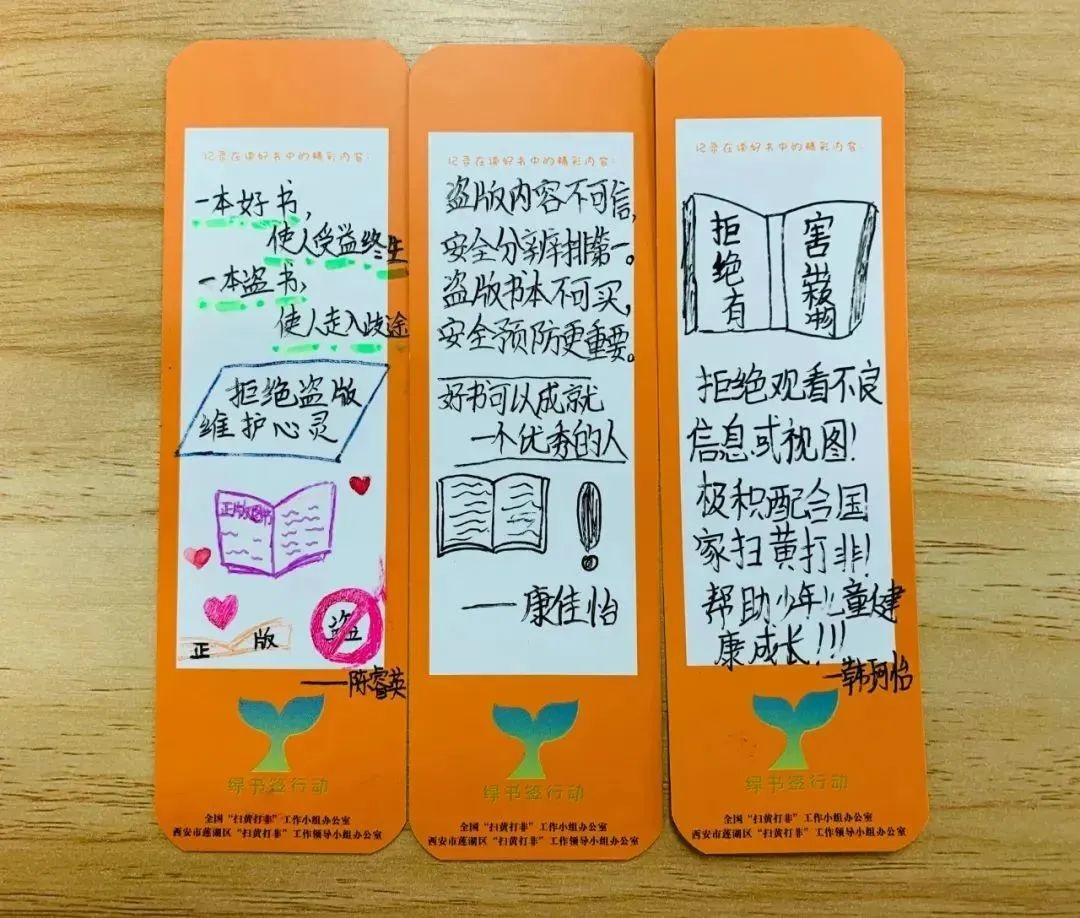 记录在读好书中的精彩内容:
一本好书,
使人受益终生
一本盗书,
使人走入歧途
拒绝盗版
维护心灵
正版图书
正 版
盗
——陈睿英
绿书签行动
全国“扫黄打非”工作小组办公室
西安市莲湖区“扫黄打非”工作领导小组办公室
记录在读好书中的精彩内容:
盗版内容不可信,
安全分辨排第一。
盗版书本不可买,
安全预防更重要。
好书可以成就
一个优秀的人
——康佳怡
绿书签行动
全国“扫黄打非”工作小组办公室
西安市莲湖区“扫黄打非”工作领导小组办公室
记录在读好书中的精彩内容:
拒绝有
害出版物
拒绝观看不良
信息或视图!
极积配合国
家扫黄打非!
帮助少年儿童健
康成长!!!
—韩珂怡
绿书签行动
全国“扫黄打非”工作小组办公室
西安市莲湖区“扫黄打非”工作领导小组办公室